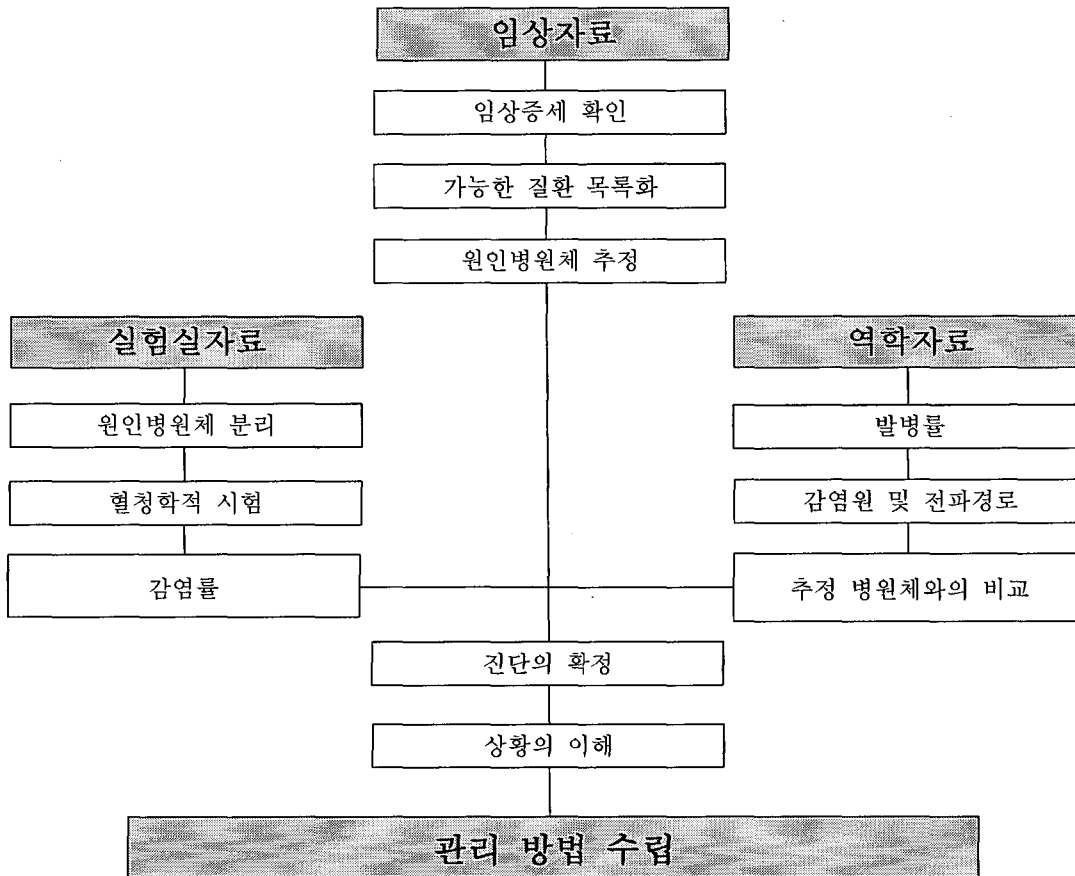 임상자료
임상증세 확인
가능한 질환 목록화
원인병원체 추정
실험실자료
원인병원체 분리
혈청학적 시험
감염률
역학자료
발병률
감염원 및 전파경로
추정 병원체와의 비교
진단의 확정
상황의 이해
관리 방법 수립